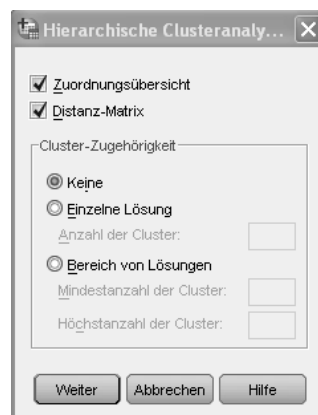 Hierarchische Clusteranaly...
Zuordnungsübersicht
Distanz-Matrix
Cluster-Zugehörigkeit
Keine
Einzelne Lösung
Anzahl der Cluster:
Bereich von Lösungen
Mindestanzahl der Cluster:
Höchstanzahl der Cluster:
Weiter Abbrechen Hilfe